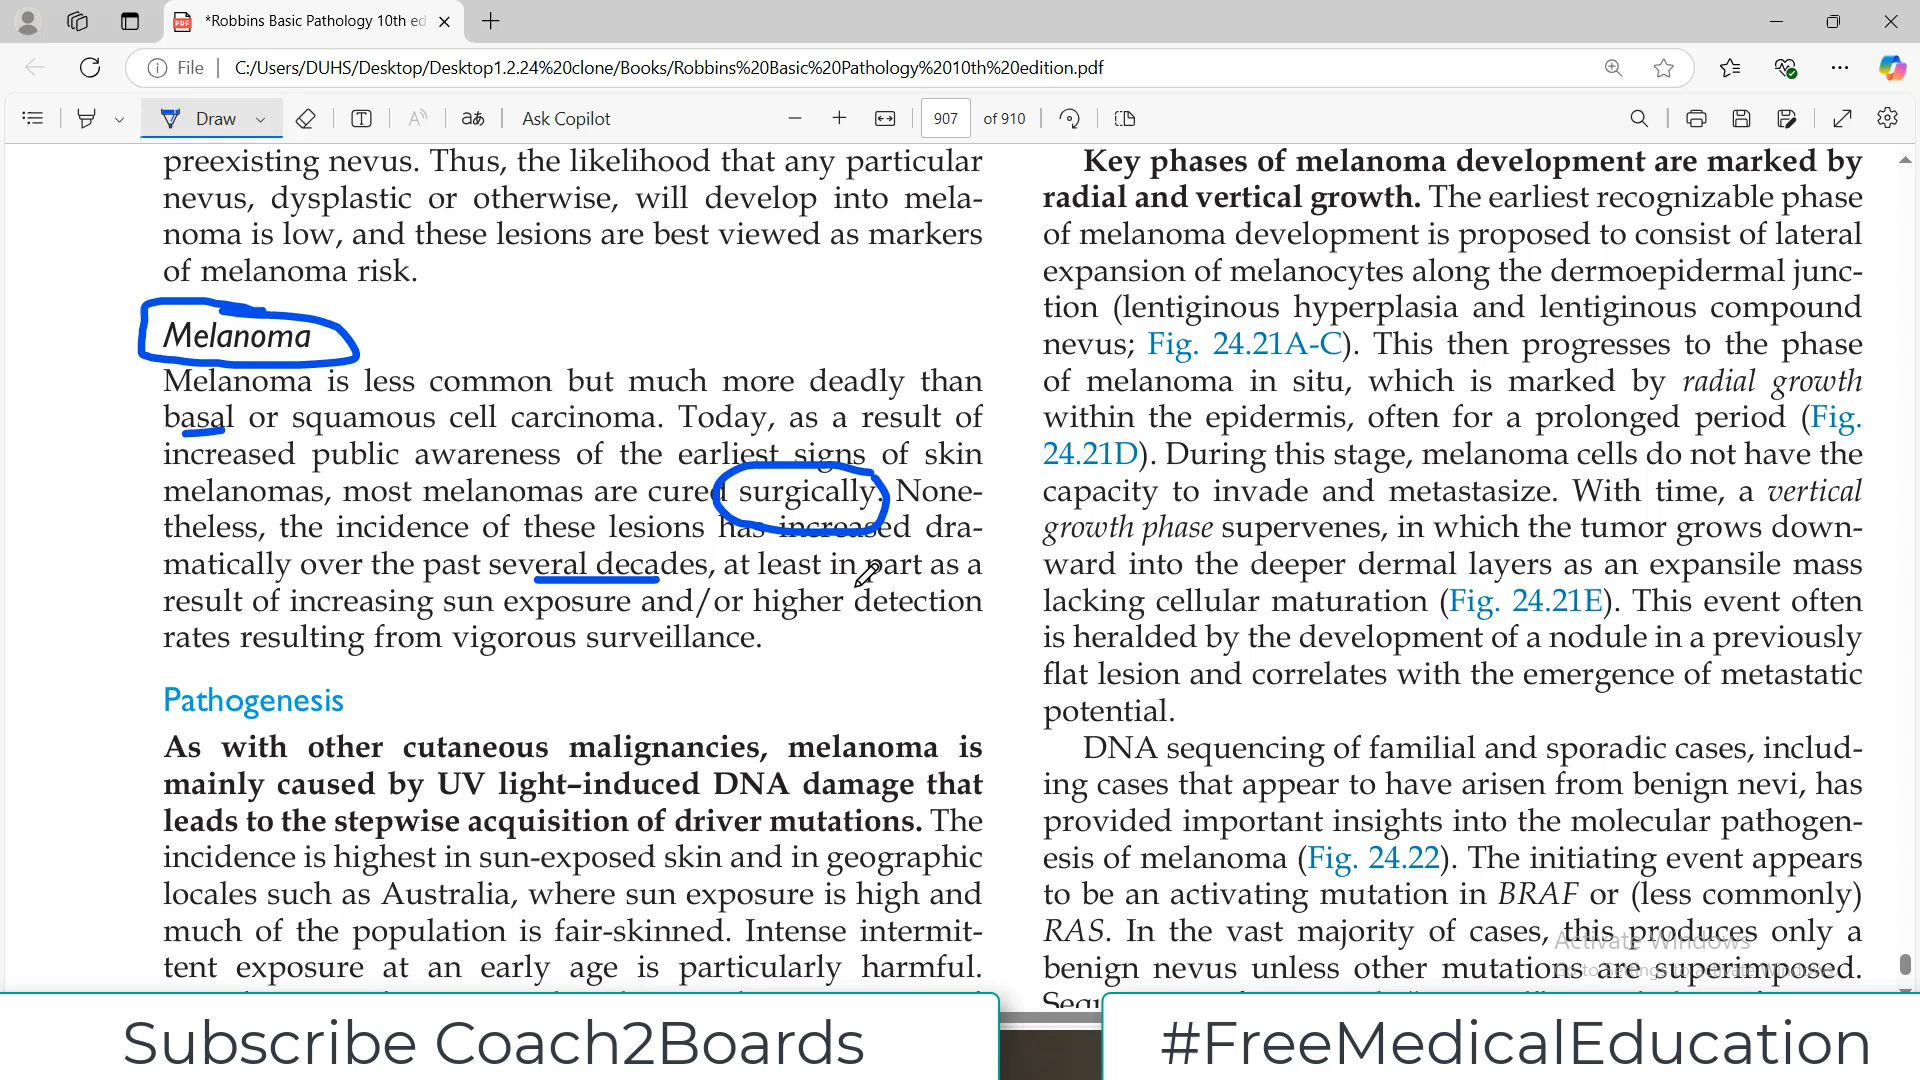 *Robbins Basic Pathology 10th ed
File
C:/Users/DUHS/Desktop/Desktop1.2.24%20clone/Books/Robbins%20Basic%20Pathology%2010th%20edition.pdf
Draw
aあ
Ask Copilot
907
of 910
preexisting nevus. Thus, the likelihood that any particular
nevus, dysplastic or otherwise, will develop into mela-
noma is low, and these lesions are best viewed as markers
of melanoma risk.
Melanoma
Melanoma is less common but much more deadly than
basal or squamous cell carcinoma. Today, as a result of
increased public awareness of the earliest signs of skin
melanomas, most melanomas are cured surgically. None-
theless, the incidence of these lesions has increased dra-
matically over the past several decades, at least in part as a
result of increasing sun exposure and/or higher detection
rates resulting from vigorous surveillance.
Pathogenesis
As with other cutaneous malignancies, melanoma is
mainly caused by UV light–induced DNA damage that
leads to the stepwise acquisition of driver mutations. The
incidence is highest in sun-exposed skin and in geographic
locales such as Australia, where sun exposure is high and
much of the population is fair-skinned. Intense intermit-
tent exposure at an early age is particularly harmful.
Key phases of melanoma development are marked by
radial and vertical growth. The earliest recognizable phase
of melanoma development is proposed to consist of lateral
expansion of melanocytes along the dermoepidermal junc-
tion (lentiginous hyperplasia and lentiginous compound
nevus; Fig. 24.21A-C). This then progresses to the phase
of melanoma in situ, which is marked by radial growth
within the epidermis, often for a prolonged period (Fig.
24.21D). During this stage, melanoma cells do not have the
capacity to invade and metastasize. With time, a vertical
growth phase supervenes, in which the tumor grows down-
ward into the deeper dermal layers as an expansile mass
lacking cellular maturation (Fig. 24.21E). This event often
is heralded by the development of a nodule in a previously
flat lesion and correlates with the emergence of metastatic
potential.
DNA sequencing of familial and sporadic cases, includ-
ing cases that appear to have arisen from benign nevi, has
provided important insights into the molecular pathogen-
esis of melanoma (Fig. 24.22). The initiating event appears
to be an activating mutation in BRAF or (less commonly)
RAS. In the vast majority of cases, this produces only a
benign nevus unless other mutations are superimposed.
Activate Windows
Go to Settings to activate Windows.
Subscribe Coach2Boards
#FreeMedicalEducation